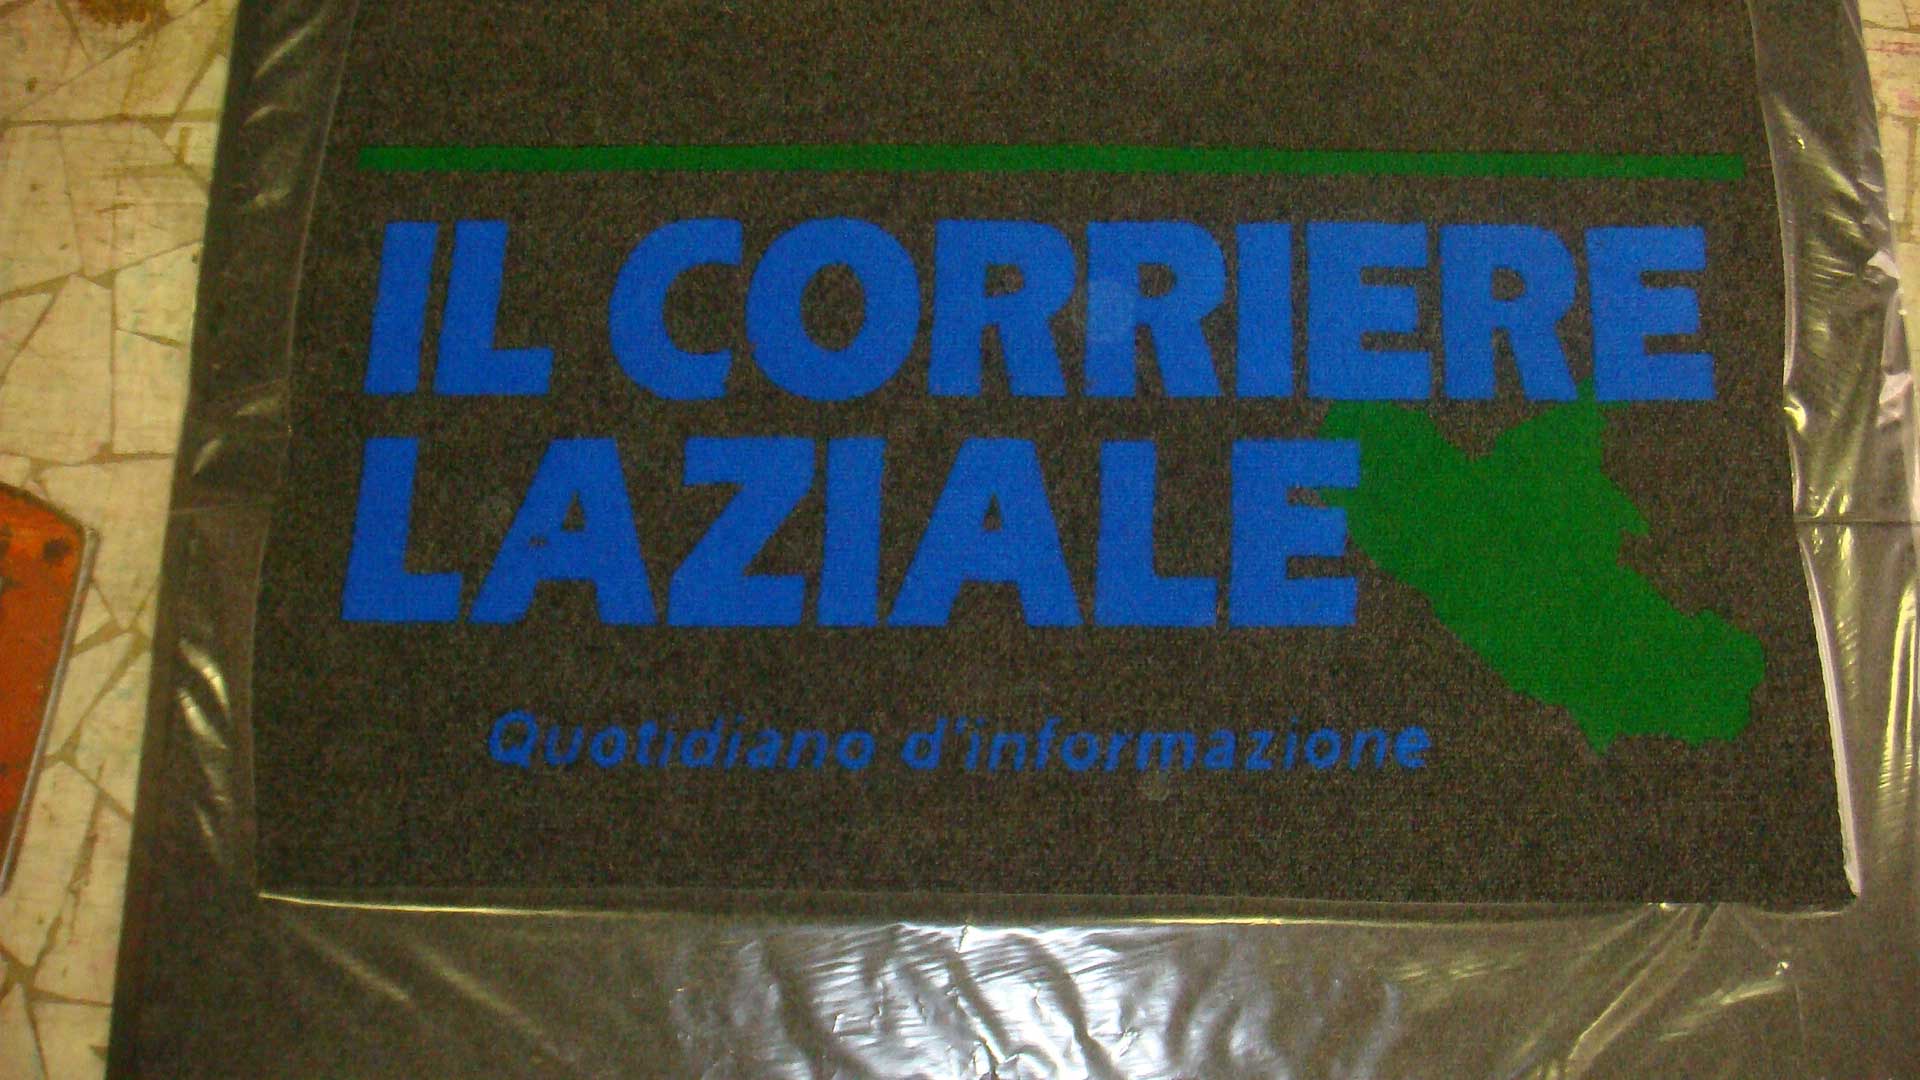 IL CORRIERE
LAZIALE
Quotidiano d'informazione